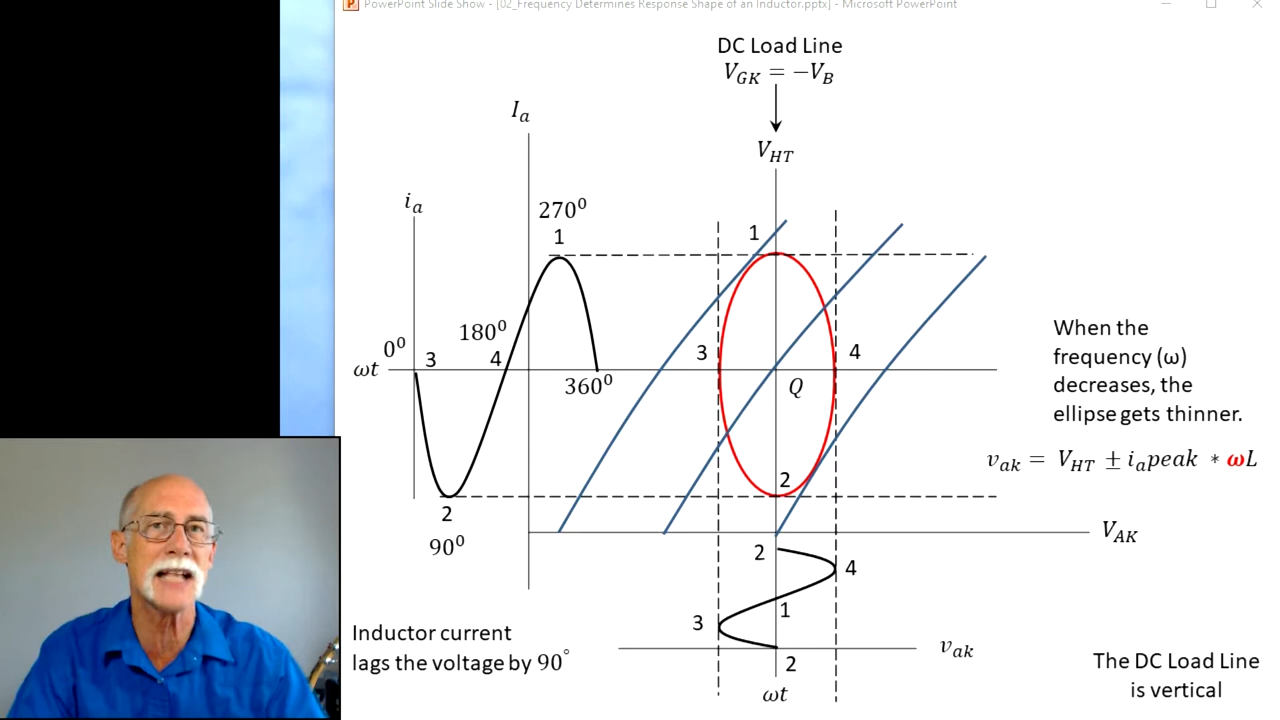 PowerPoint Slide Show - [02_Frequency Determines Response Shape of an Inductor.pptx] - Microsoft PowerPoint
DC Load Line
V_GK = −V_B
V_HT
I_a
i_a
270⁰
1
1
180⁰
0⁰
3
4
3
4
ωt
360⁰
Q
When the
frequency (ω)
decreases, the
ellipse gets thinner.
v_ak = V_HT ± i_a peak * ωL
2
2
90⁰
V_AK
2
4
1
3
2
v_ak
ωt
Inductor current
lags the voltage by 90°
The DC Load Line
is vertical